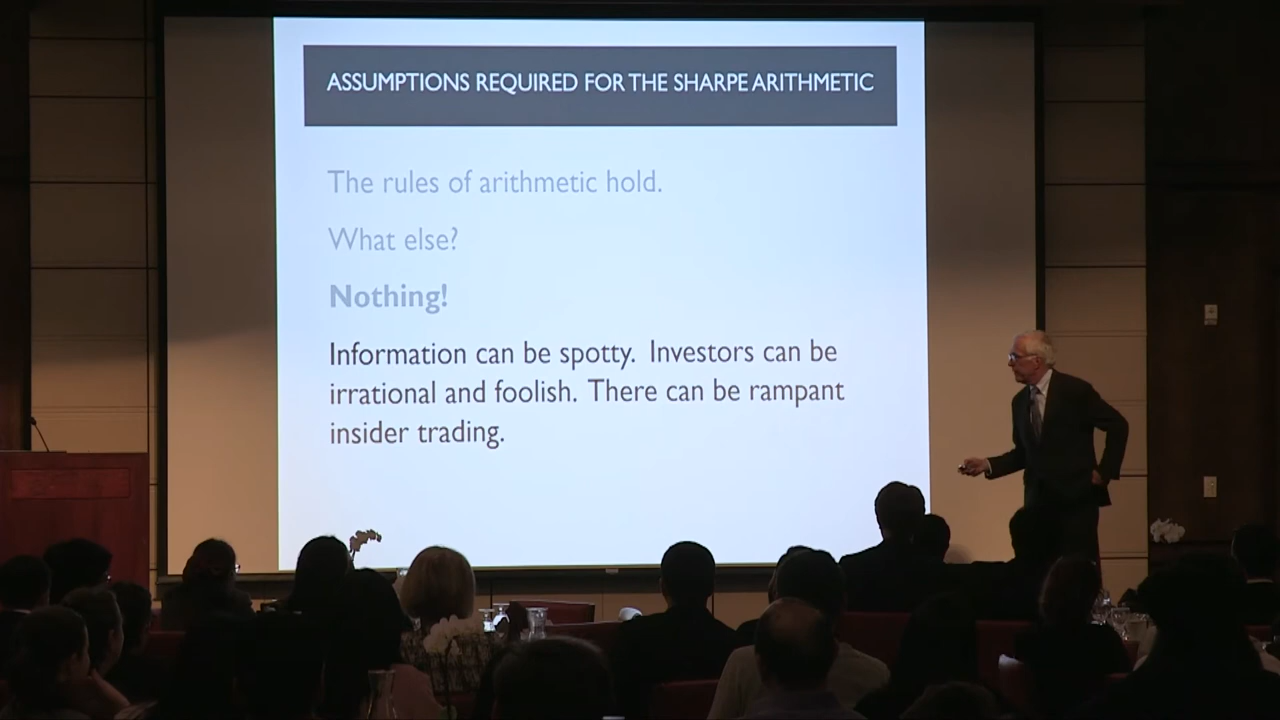 ASSUMPTIONS REQUIRED FOR THE SHARPE ARITHMETIC
The rules of arithmetic hold.
What else?
Nothing!
Information can be spotty. Investors can be
irrational and foolish. There can be rampant
insider trading.